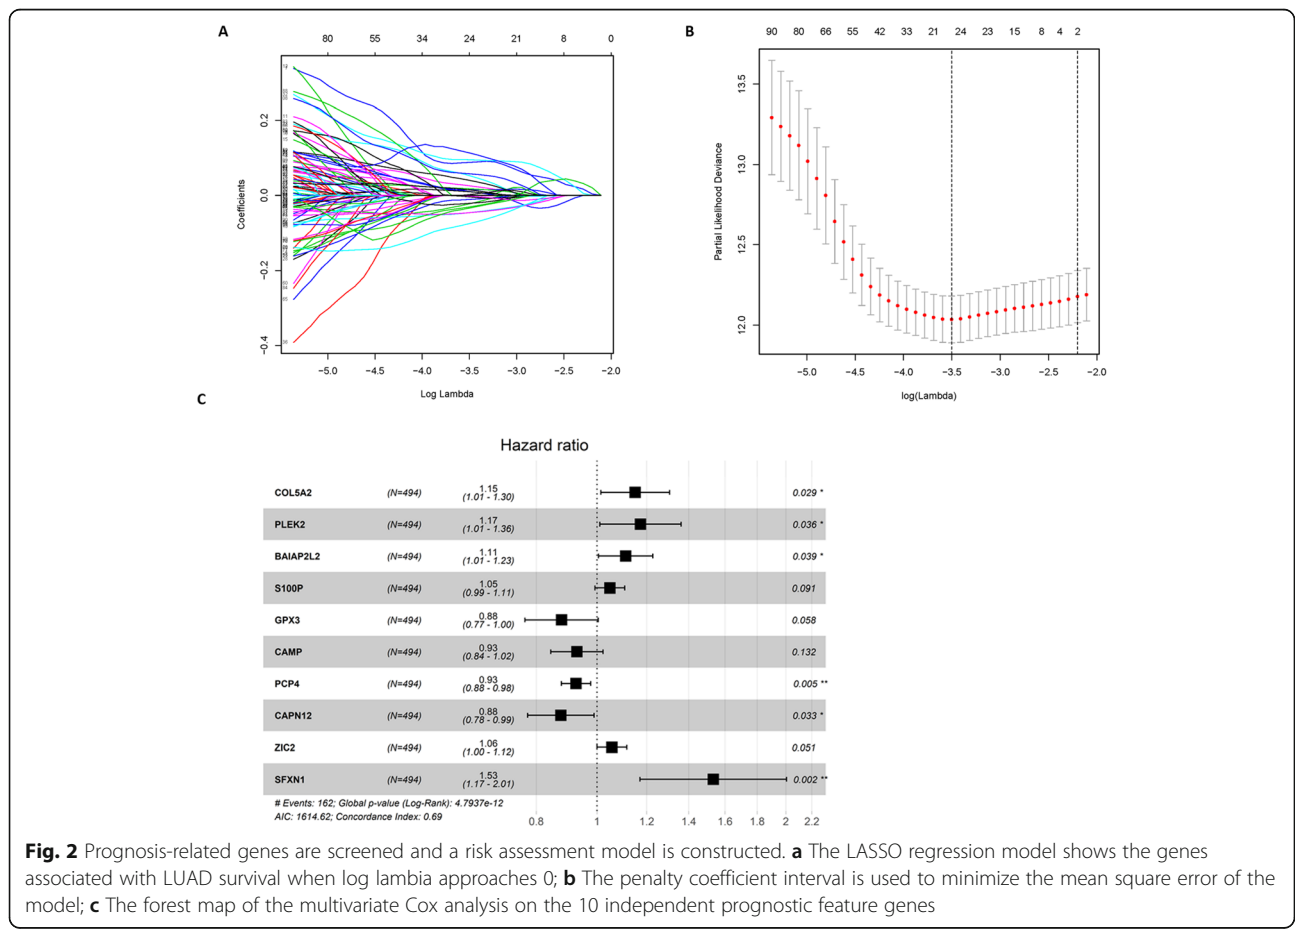 A
80 55 34 24 21 8 0
Coefficients
0.2
0.0
−0.2
−0.4
−5.0 −4.5 −4.0 −3.5 −3.0 −2.5 −2.0
Log Lambda
B
90 80 66 55 42 33 21 24 23 15 8 4 2
Partial Likelihood Deviance
13.5
13.0
12.5
12.0
−5.0 −4.5 −4.0 −3.5 −3.0 −2.5 −2.0
log(Lambda)
C
Hazard ratio
COL5A2 (N=494) 1.15 (1.01 - 1.30) 0.029 *
PLEK2 (N=494) 1.17 (1.01 - 1.36) 0.036 *
BAIAP2L2 (N=494) 1.11 (1.01 - 1.23) 0.039 *
S100P (N=494) 1.05 (0.99 - 1.11) 0.091
GPX3 (N=494) 0.88 (0.77 - 1.00) 0.058
CAMP (N=494) 0.93 (0.84 - 1.02) 0.132
PCP4 (N=494) 0.93 (0.88 - 0.98) 0.005 **
CAPN12 (N=494) 0.88 (0.78 - 0.99) 0.033 *
ZIC2 (N=494) 1.06 (1.00 - 1.12) 0.051
SFXN1 (N=494) 1.53 (1.17 - 2.01) 0.002 **
# Events: 162; Global p-value (Log-Rank): 4.7937e-12
AIC: 1614.62; Concordance Index: 0.69
0.8 1 1.2 1.4 1.6 1.8 2 2.2
Fig. 2 Prognosis-related genes are screened and a risk assessment model is constructed. a The LASSO regression model shows the genes
associated with LUAD survival when log lambia approaches 0; b The penalty coefficient interval is used to minimize the mean square error of the
model; c The forest map of the multivariate Cox analysis on the 10 independent prognostic feature genes